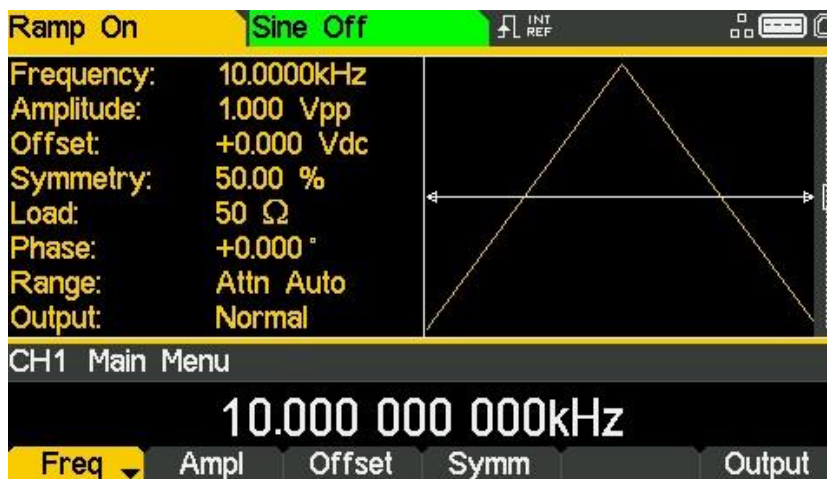 Ramp On Sine Off INT
REF
Frequency: 10.0000kHz
Amplitude: 1.000 Vpp
Offset: +0.000 Vdc
Symmetry: 50.00 %
Load: 50 Ω
Phase: +0.000 °
Range: Attn Auto
Output: Normal
CH1 Main Menu
10.000 000 000kHz
Freq Ampl Offset Symm Output